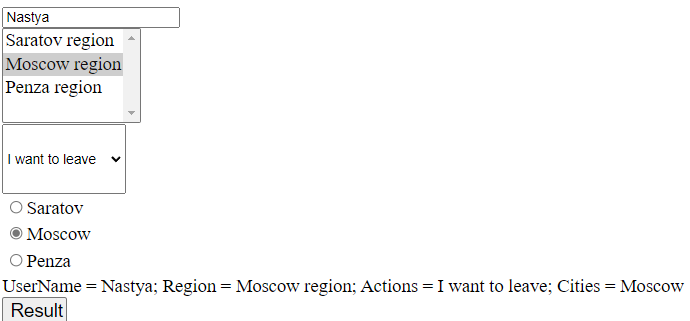 Nastya
Saratov region
Moscow region
Penza region
I want to leave
Saratov
Moscow
Penza
UserName = Nastya; Region = Moscow region; Actions = I want to leave; Cities = Moscow
Result